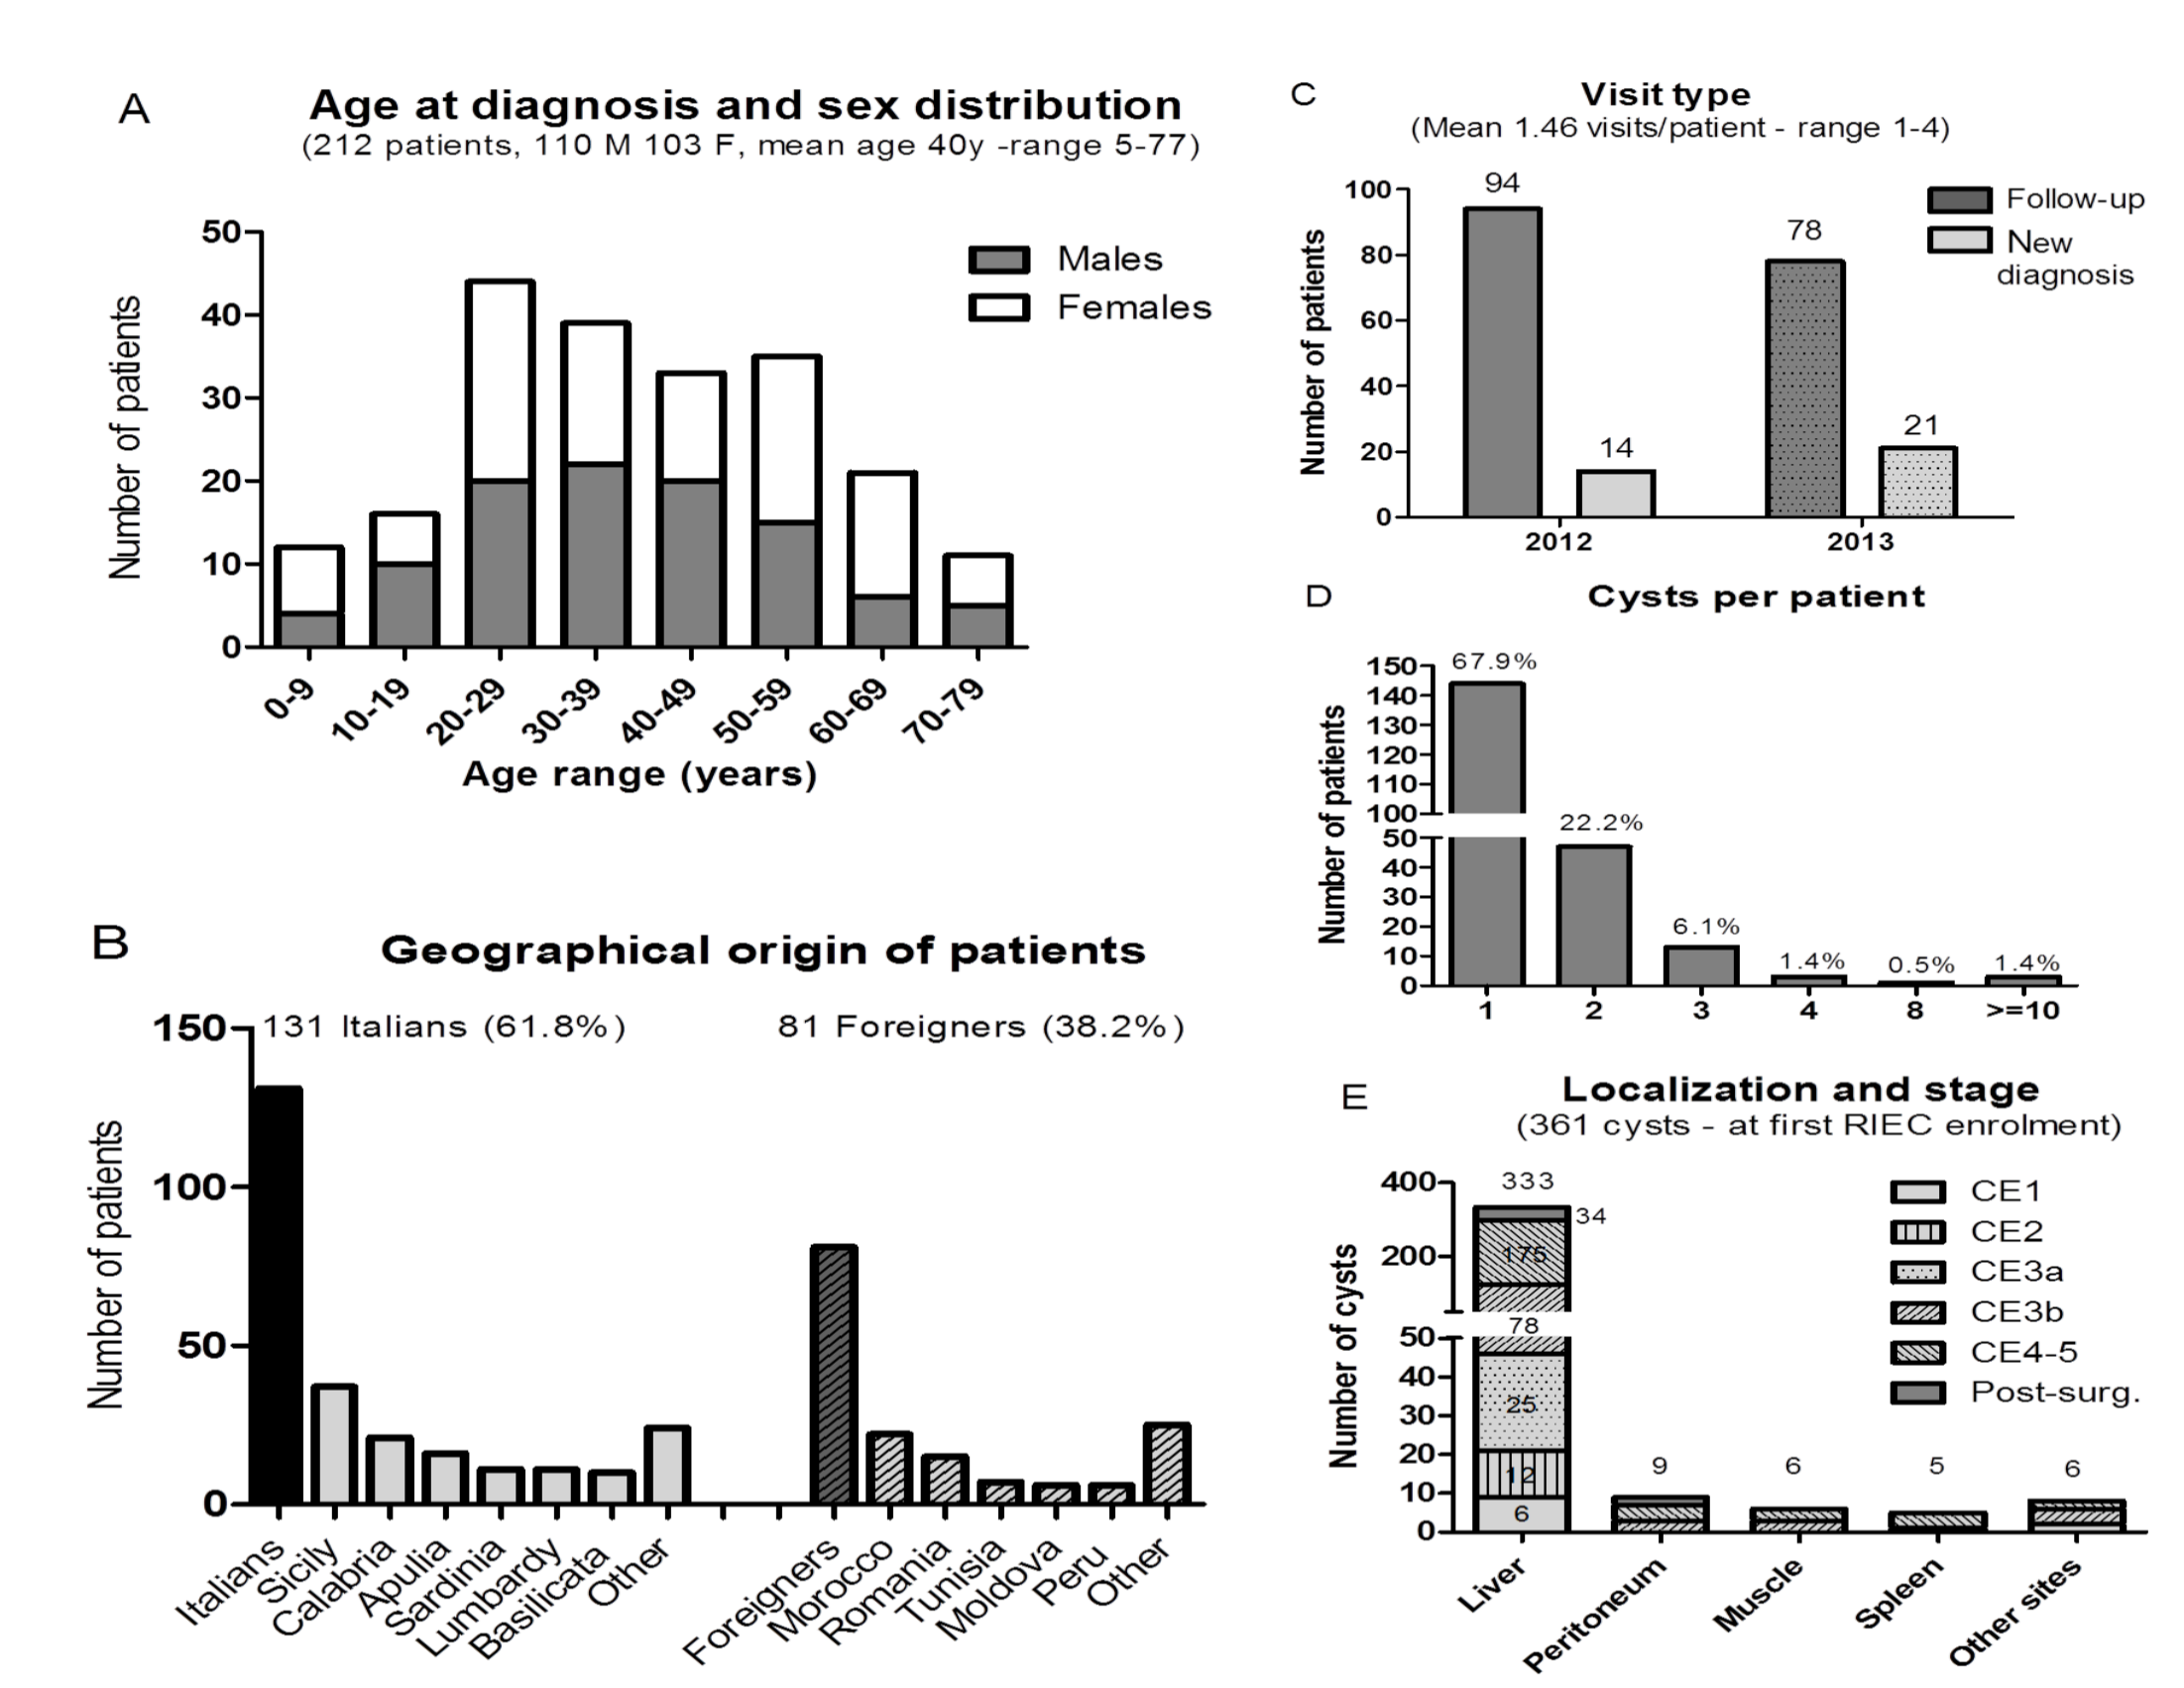 A
Age at diagnosis and sex distribution
(212 patients, 110 M 103 F, mean age 40y -range 5-77)
Number of patients
50
40
30
20
10
0
Males
Females
0-9
10-19
20-29
30-39
40-49
50-59
60-69
70-79
Age range (years)
B
Geographical origin of patients
131 Italians (61.8%)
81 Foreigners (38.2%)
Number of patients
150
100
50
0
Italians
Sicily
Calabria
Apulia
Sardinia
Lumbardy
Basilicata
Other
Foreigners
Morocco
Romania
Tunisia
Moldova
Peru
Other
C
Visit type
(Mean 1.46 visits/patient - range 1-4)
Number of patients
100
80
60
40
20
0
94
14
78
21
Follow-up
New
diagnosis
2012
2013
D
Cysts per patient
Number of patients
150
140
130
120
110
100
Number of patients
50
40
30
20
10
0
67.9%
22.2%
6.1%
1.4%
0.5%
1.4%
1
2
3
4
8
>=10
E
Localization and stage
(361 cysts - at first RIEC enrolment)
Number of cysts
400
200
50
40
30
20
10
0
333
34
175
78
25
12
6
9
6
5
6
CE1
CE2
CE3a
CE3b
CE4-5
Post-surg.
Liver
Peritoneum
Muscle
Spleen
Other sites